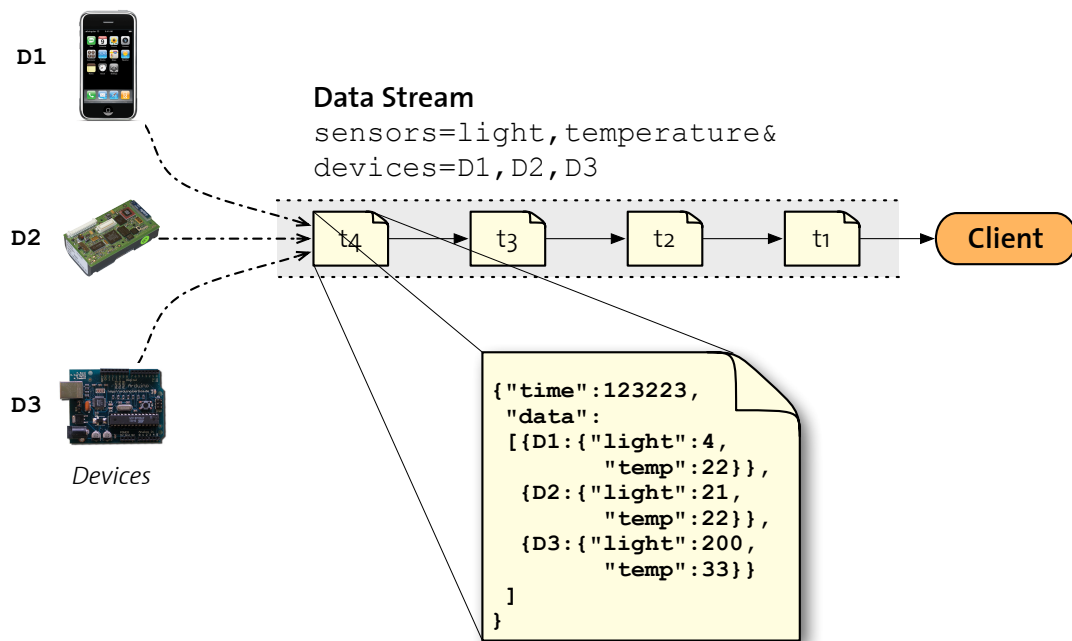 D1
Data Stream
sensors=light,temperature&
devices=D1,D2,D3
D2
t4
t3
t2
t1
Client
D3
Devices
{"time":123223,
"data":
[{D1:{"light":4,
"temp":22}},
{D2:{"light":21,
"temp":22}},
{D3:{"light":200,
"temp":33}}
]
}